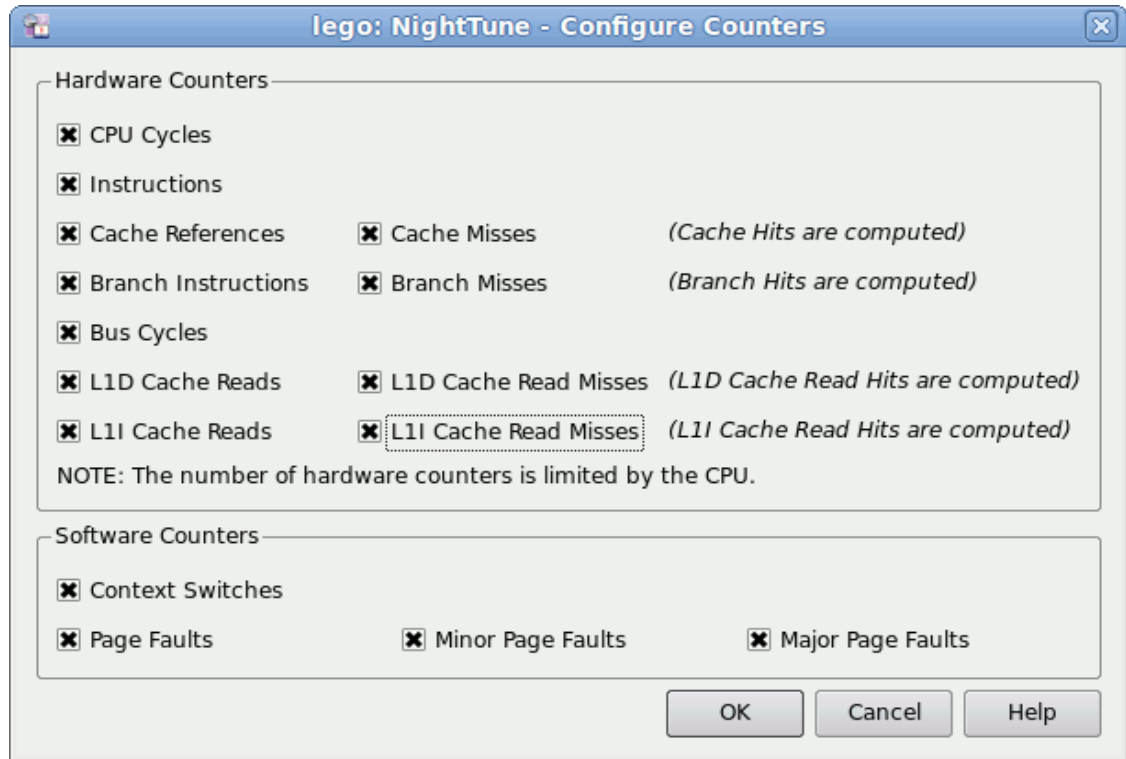 lego: NightTune - Configure Counters
Hardware Counters
CPU Cycles
Instructions
Cache References Cache Misses (Cache Hits are computed)
Branch Instructions Branch Misses (Branch Hits are computed)
Bus Cycles
L1D Cache Reads L1D Cache Read Misses (L1D Cache Read Hits are computed)
L1I Cache Reads L1I Cache Read Misses (L1I Cache Read Hits are computed)
NOTE: The number of hardware counters is limited by the CPU.
Software Counters
Context Switches
Page Faults Minor Page Faults Major Page Faults
OK Cancel Help